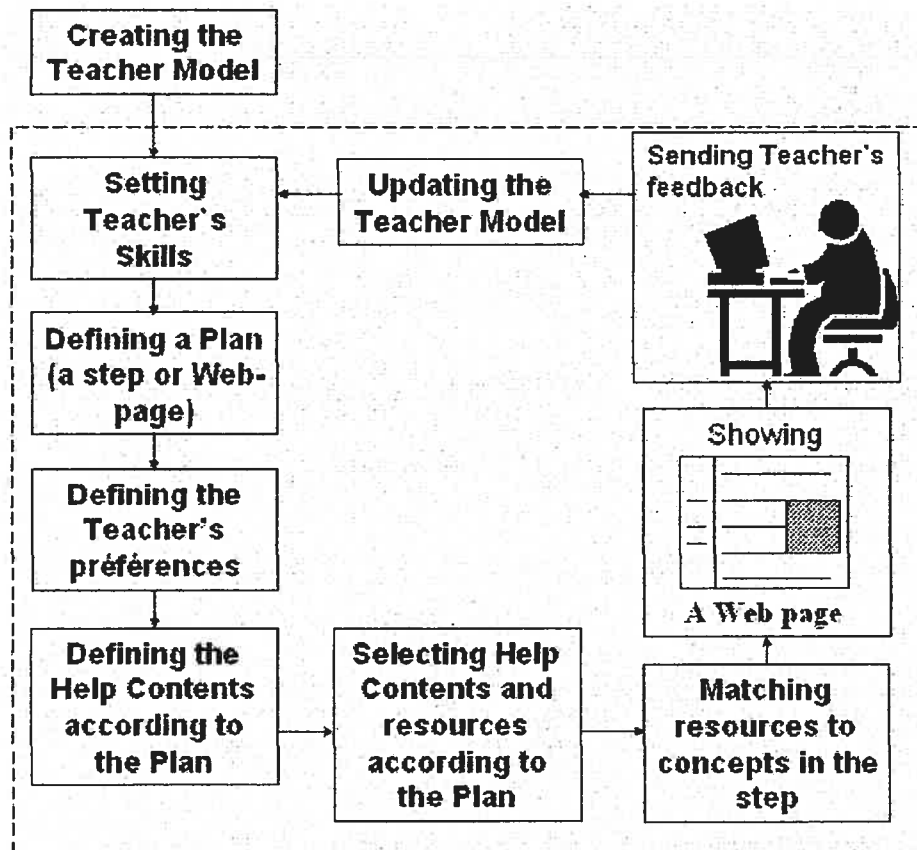 Creating the
Teacher Model
Setting
Teacher`s
Skills
Updating the
Teacher Model
Sending Teacher`s
feedback
Defining a Plan
(a step or Web-
page)
Defining the
Teacher's
préférences
Showing
A Web page
Defining the
Help Contents
according to
the Plan
Selecting Help
Contents and
resources
according to
the Plan
Matching
resources to
concepts in the
step